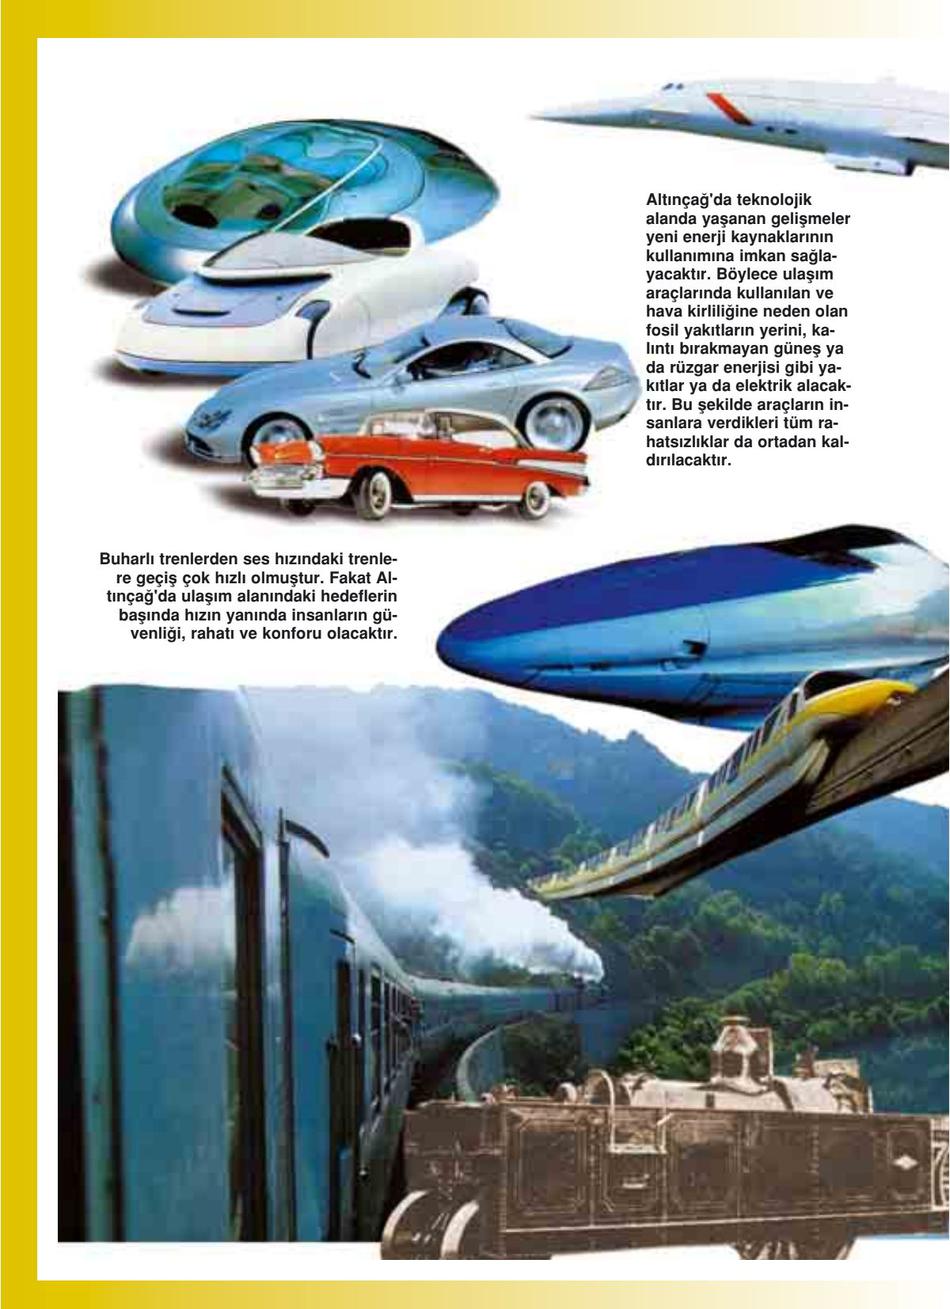 Altınçağ'da teknolojik
alanda yaşanan gelişmeler
yeni enerji kaynaklarının
kullanımına imkan sağla-
yacaktır. Böylece ulaşım
araçlarında kullanılan ve
hava kirliliğine neden olan
fosil yakıtların yerini, ka-
lıntı bırakmayan güneş ya
da rüzgar enerjisi gibi ya-
kıtlar ya da elektrik alacak-
tır. Bu şekilde araçların in-
sanlara verdikleri tüm ra-
hatsızlıklar da ortadan kal-
dırılacaktır.
Buharlı trenlerden ses hızındaki trenle-
re geçiş çok hızlı olmuştur. Fakat Al-
tınçağ'da ulaşım alanındaki hedeflerin
başında hızın yanında insanların gü-
venliği, rahatı ve konforu olacaktır.